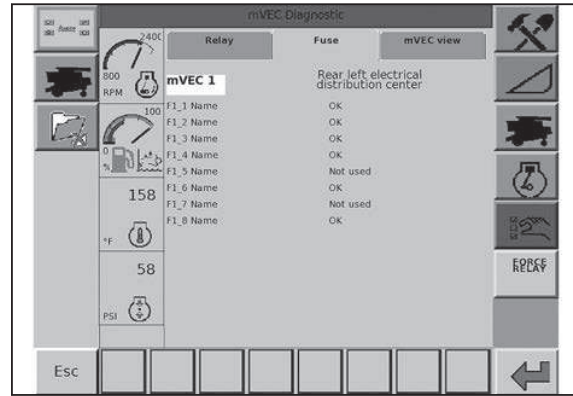 mVEC Diagnostic
Relay
Fuse
mVEC view
2400
800
RPM
mVEC 1
Rear left electrical
distribution center
100
0
%
F1_1 Name OK
F1_2 Name OK
F1_3 Name OK
F1_4 Name OK
F1_5 Name Not used
F1_6 Name OK
F1_7 Name Not used
F1_8 Name OK
158
°F
58
PSI
FORCE
RELAY
Esc